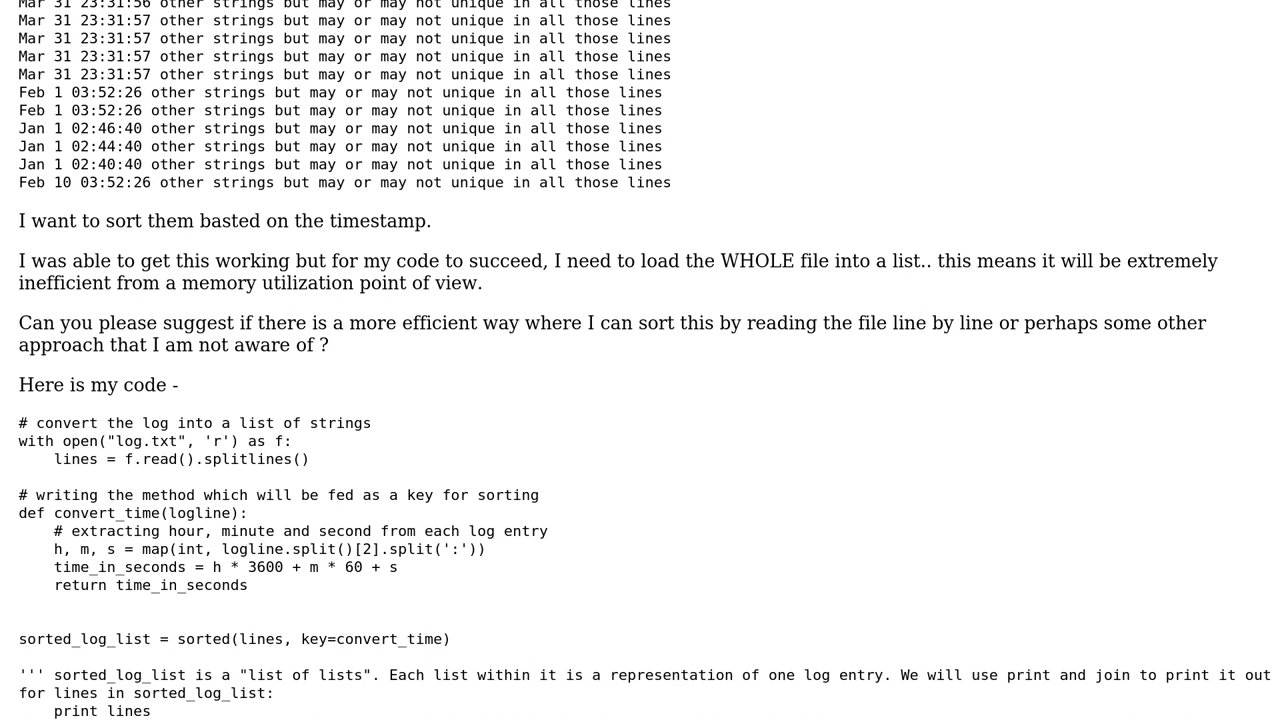 Mar 31 23:31:56 other strings but may or may not unique in all those lines
Mar 31 23:31:57 other strings but may or may not unique in all those lines
Mar 31 23:31:57 other strings but may or may not unique in all those lines
Mar 31 23:31:57 other strings but may or may not unique in all those lines
Mar 31 23:31:57 other strings but may or may not unique in all those lines
Feb 1 03:52:26 other strings but may or may not unique in all those lines
Feb 1 03:52:26 other strings but may or may not unique in all those lines
Jan 1 02:46:40 other strings but may or may not unique in all those lines
Jan 1 02:44:40 other strings but may or may not unique in all those lines
Jan 1 02:40:40 other strings but may or may not unique in all those lines
Feb 10 03:52:26 other strings but may or may not unique in all those lines
I want to sort them basted on the timestamp.
I was able to get this working but for my code to succeed, I need to load the WHOLE file into a list.. this means it will be extremely
inefficient from a memory utilization point of view.
Can you please suggest if there is a more efficient way where I can sort this by reading the file line by line or perhaps some other
approach that I am not aware of ?
Here is my code -
# convert the log into a list of strings
with open("log.txt", 'r') as f:
    lines = f.read().splitlines()
# writing the method which will be fed as a key for sorting
def convert_time(logline):
    # extracting hour, minute and second from each log entry
    h, m, s = map(int, logline.split()[2].split(':'))
    time_in_seconds = h * 3600 + m * 60 + s
    return time_in_seconds
sorted_log_list = sorted(lines, key=convert_time)
''' sorted_log_list is a "list of lists". Each list within it is a representation of one log entry. We will use print and join to print it out
for lines in sorted_log_list:
    print lines